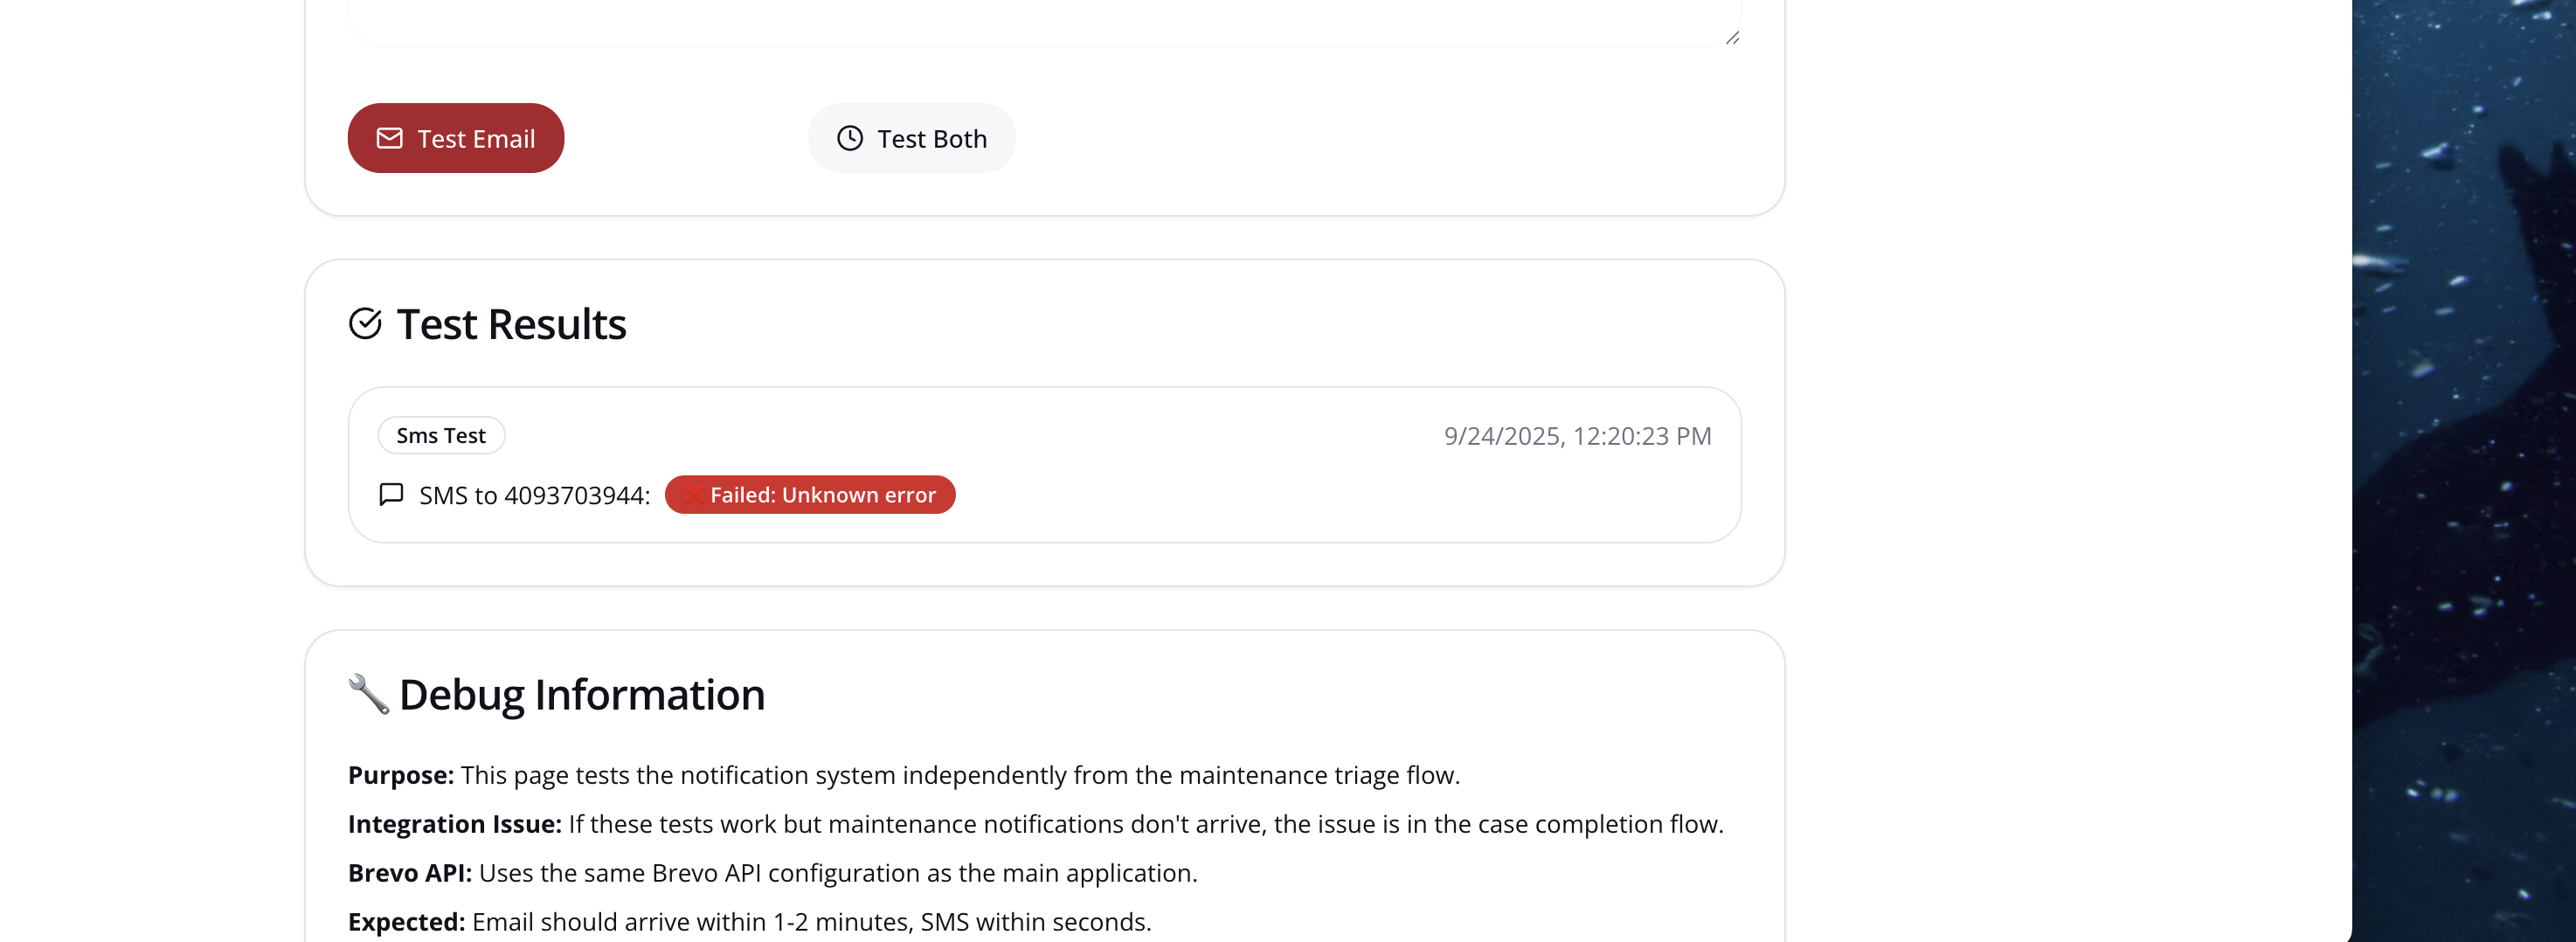 Test Email
Test Both
Test Results
Sms Test
9/24/2025, 12:20:23 PM
SMS to 4093703944: ❌ Failed: Unknown error
🔧 Debug Information
Purpose: This page tests the notification system independently from the maintenance triage flow.
Integration Issue: If these tests work but maintenance notifications don't arrive, the issue is in the case completion flow.
Brevo API: Uses the same Brevo API configuration as the main application.
Expected: Email should arrive within 1-2 minutes, SMS within seconds.